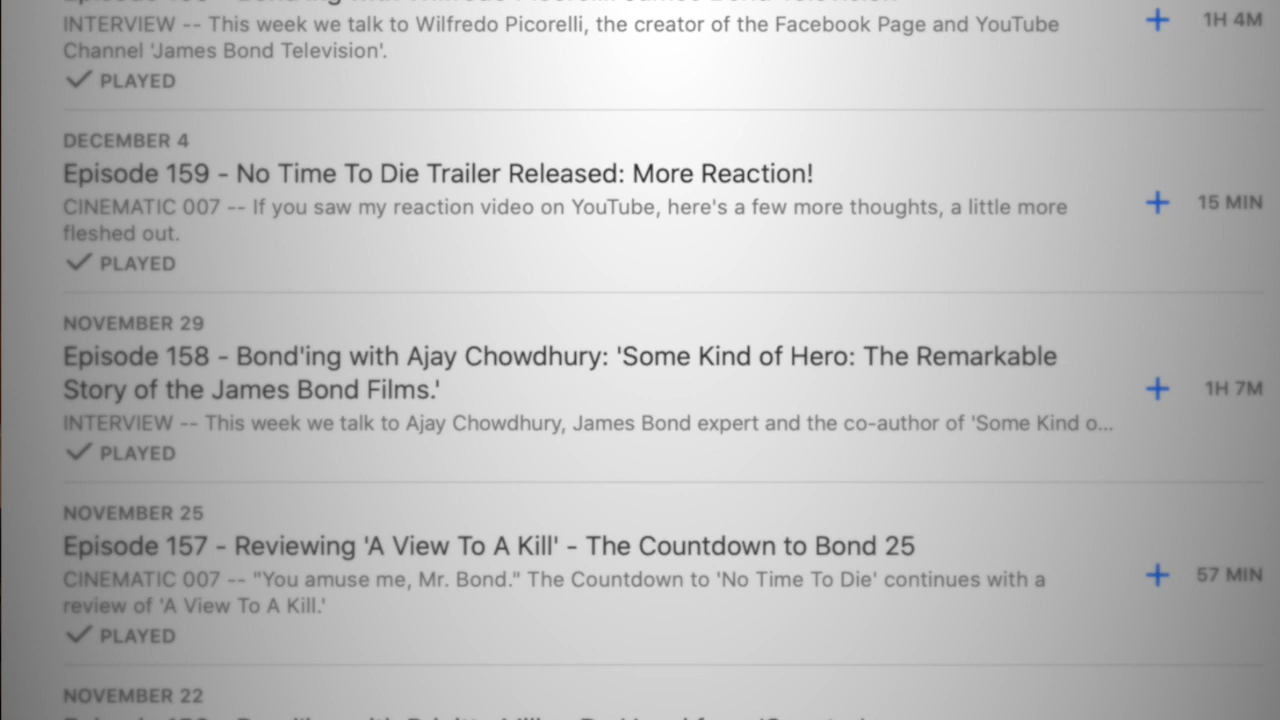 INTERVIEW -- This week we talk to Wilfredo Picorelli, the creator of the Facebook Page and YouTube
1H 4M
Channel 'James Bond Television'.
PLAYED
DECEMBER 4
Episode 159 - No Time To Die Trailer Released: More Reaction!
CINEMATIC 007 -- If you saw my reaction video on YouTube, here's a few more thoughts, a little more
15 MIN
fleshed out.
PLAYED
NOVEMBER 29
Episode 158 - Bond'ing with Ajay Chowdhury: 'Some Kind of Hero: The Remarkable
Story of the James Bond Films.'
1H 7M
INTERVIEW -- This week we talk to Ajay Chowdhury, James Bond expert and the co-author of 'Some Kind o...
PLAYED
NOVEMBER 25
Episode 157 - Reviewing 'A View To A Kill' - The Countdown to Bond 25
CINEMATIC 007 -- "You amuse me, Mr. Bond." The Countdown to 'No Time To Die' continues with a
57 MIN
review of 'A View To A Kill.'
PLAYED
NOVEMBER 22